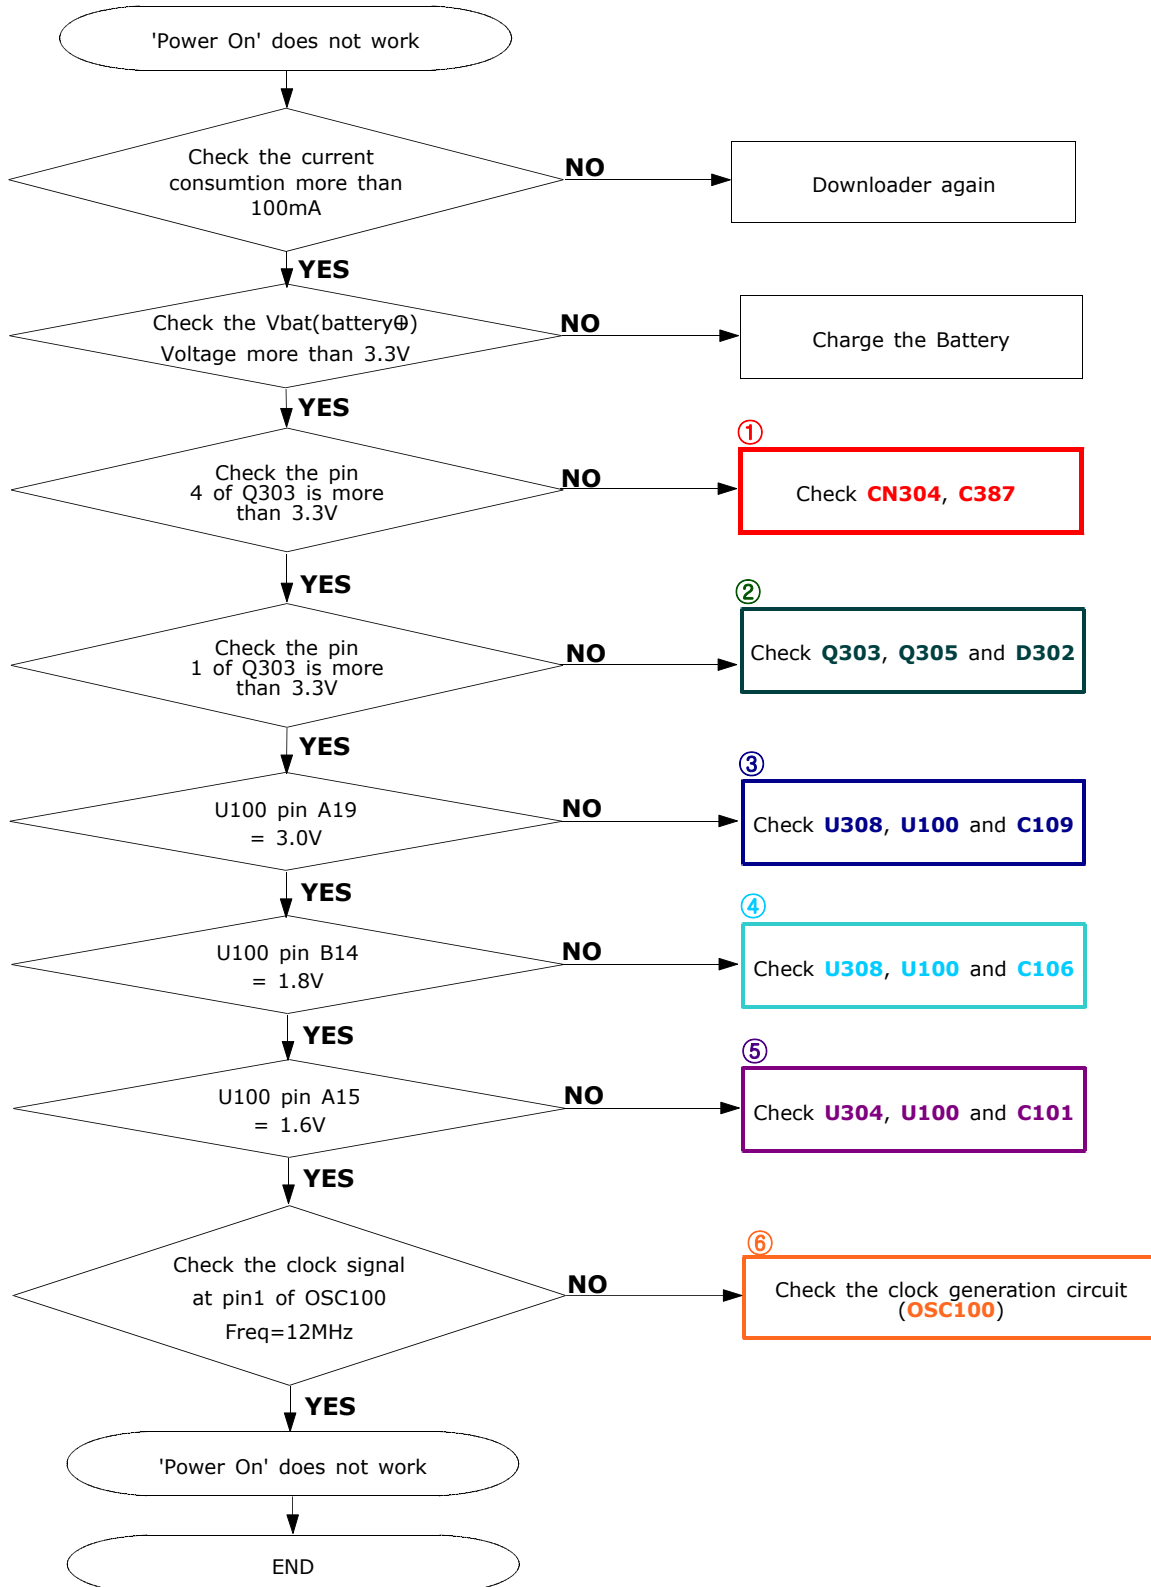 'Power On' does not work
Check the current
consumtion more than
100mA
NO
Downloader again
YES
Check the Vbat(battery⊕)
Voltage more than 3.3V
NO
Charge the Battery
YES
①
Check the pin
4 of Q303 is more
than 3.3V
NO
Check CN304, C387
YES
②
Check the pin
1 of Q303 is more
than 3.3V
NO
Check Q303, Q305 and D302
YES
③
U100 pin A19
= 3.0V
NO
Check U308, U100 and C109
YES
④
U100 pin B14
= 1.8V
NO
Check U308, U100 and C106
YES
⑤
U100 pin A15
= 1.6V
NO
Check U304, U100 and C101
YES
⑥
Check the clock signal
at pin1 of OSC100
Freq=12MHz
NO
Check the clock generation circuit
(OSC100)
YES
'Power On' does not work
END